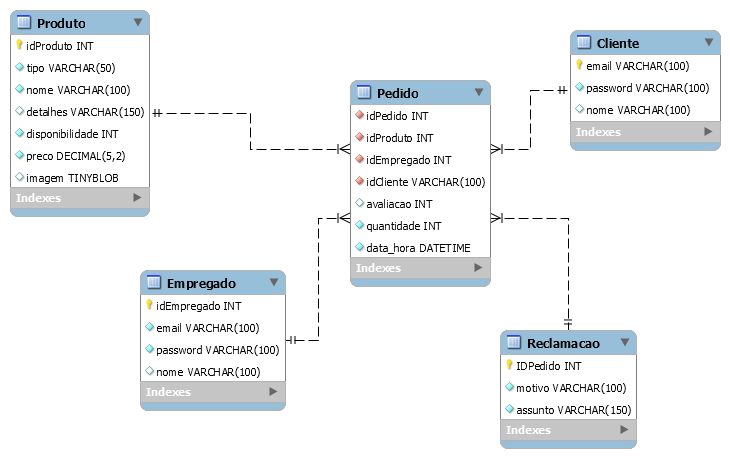 Produto
idProduto INT
tipo VARCHAR(50)
nome VARCHAR(100)
detalhes VARCHAR(150)
disponibilidade INT
preco DECIMAL(5,2)
imagem TINYBLOB
Indexes
Cliente
email VARCHAR(100)
password VARCHAR(100)
nome VARCHAR(100)
Indexes
Pedido
idPedido INT
idProduto INT
idEmpregado INT
idCliente VARCHAR(100)
avaliacao INT
quantidade INT
data_hora DATETIME
Indexes
Empregado
idEmpregado INT
email VARCHAR(100)
password VARCHAR(100)
nome VARCHAR(100)
Indexes
Reclamacao
IDPedido INT
motivo VARCHAR(100)
assunto VARCHAR(150)
Indexes